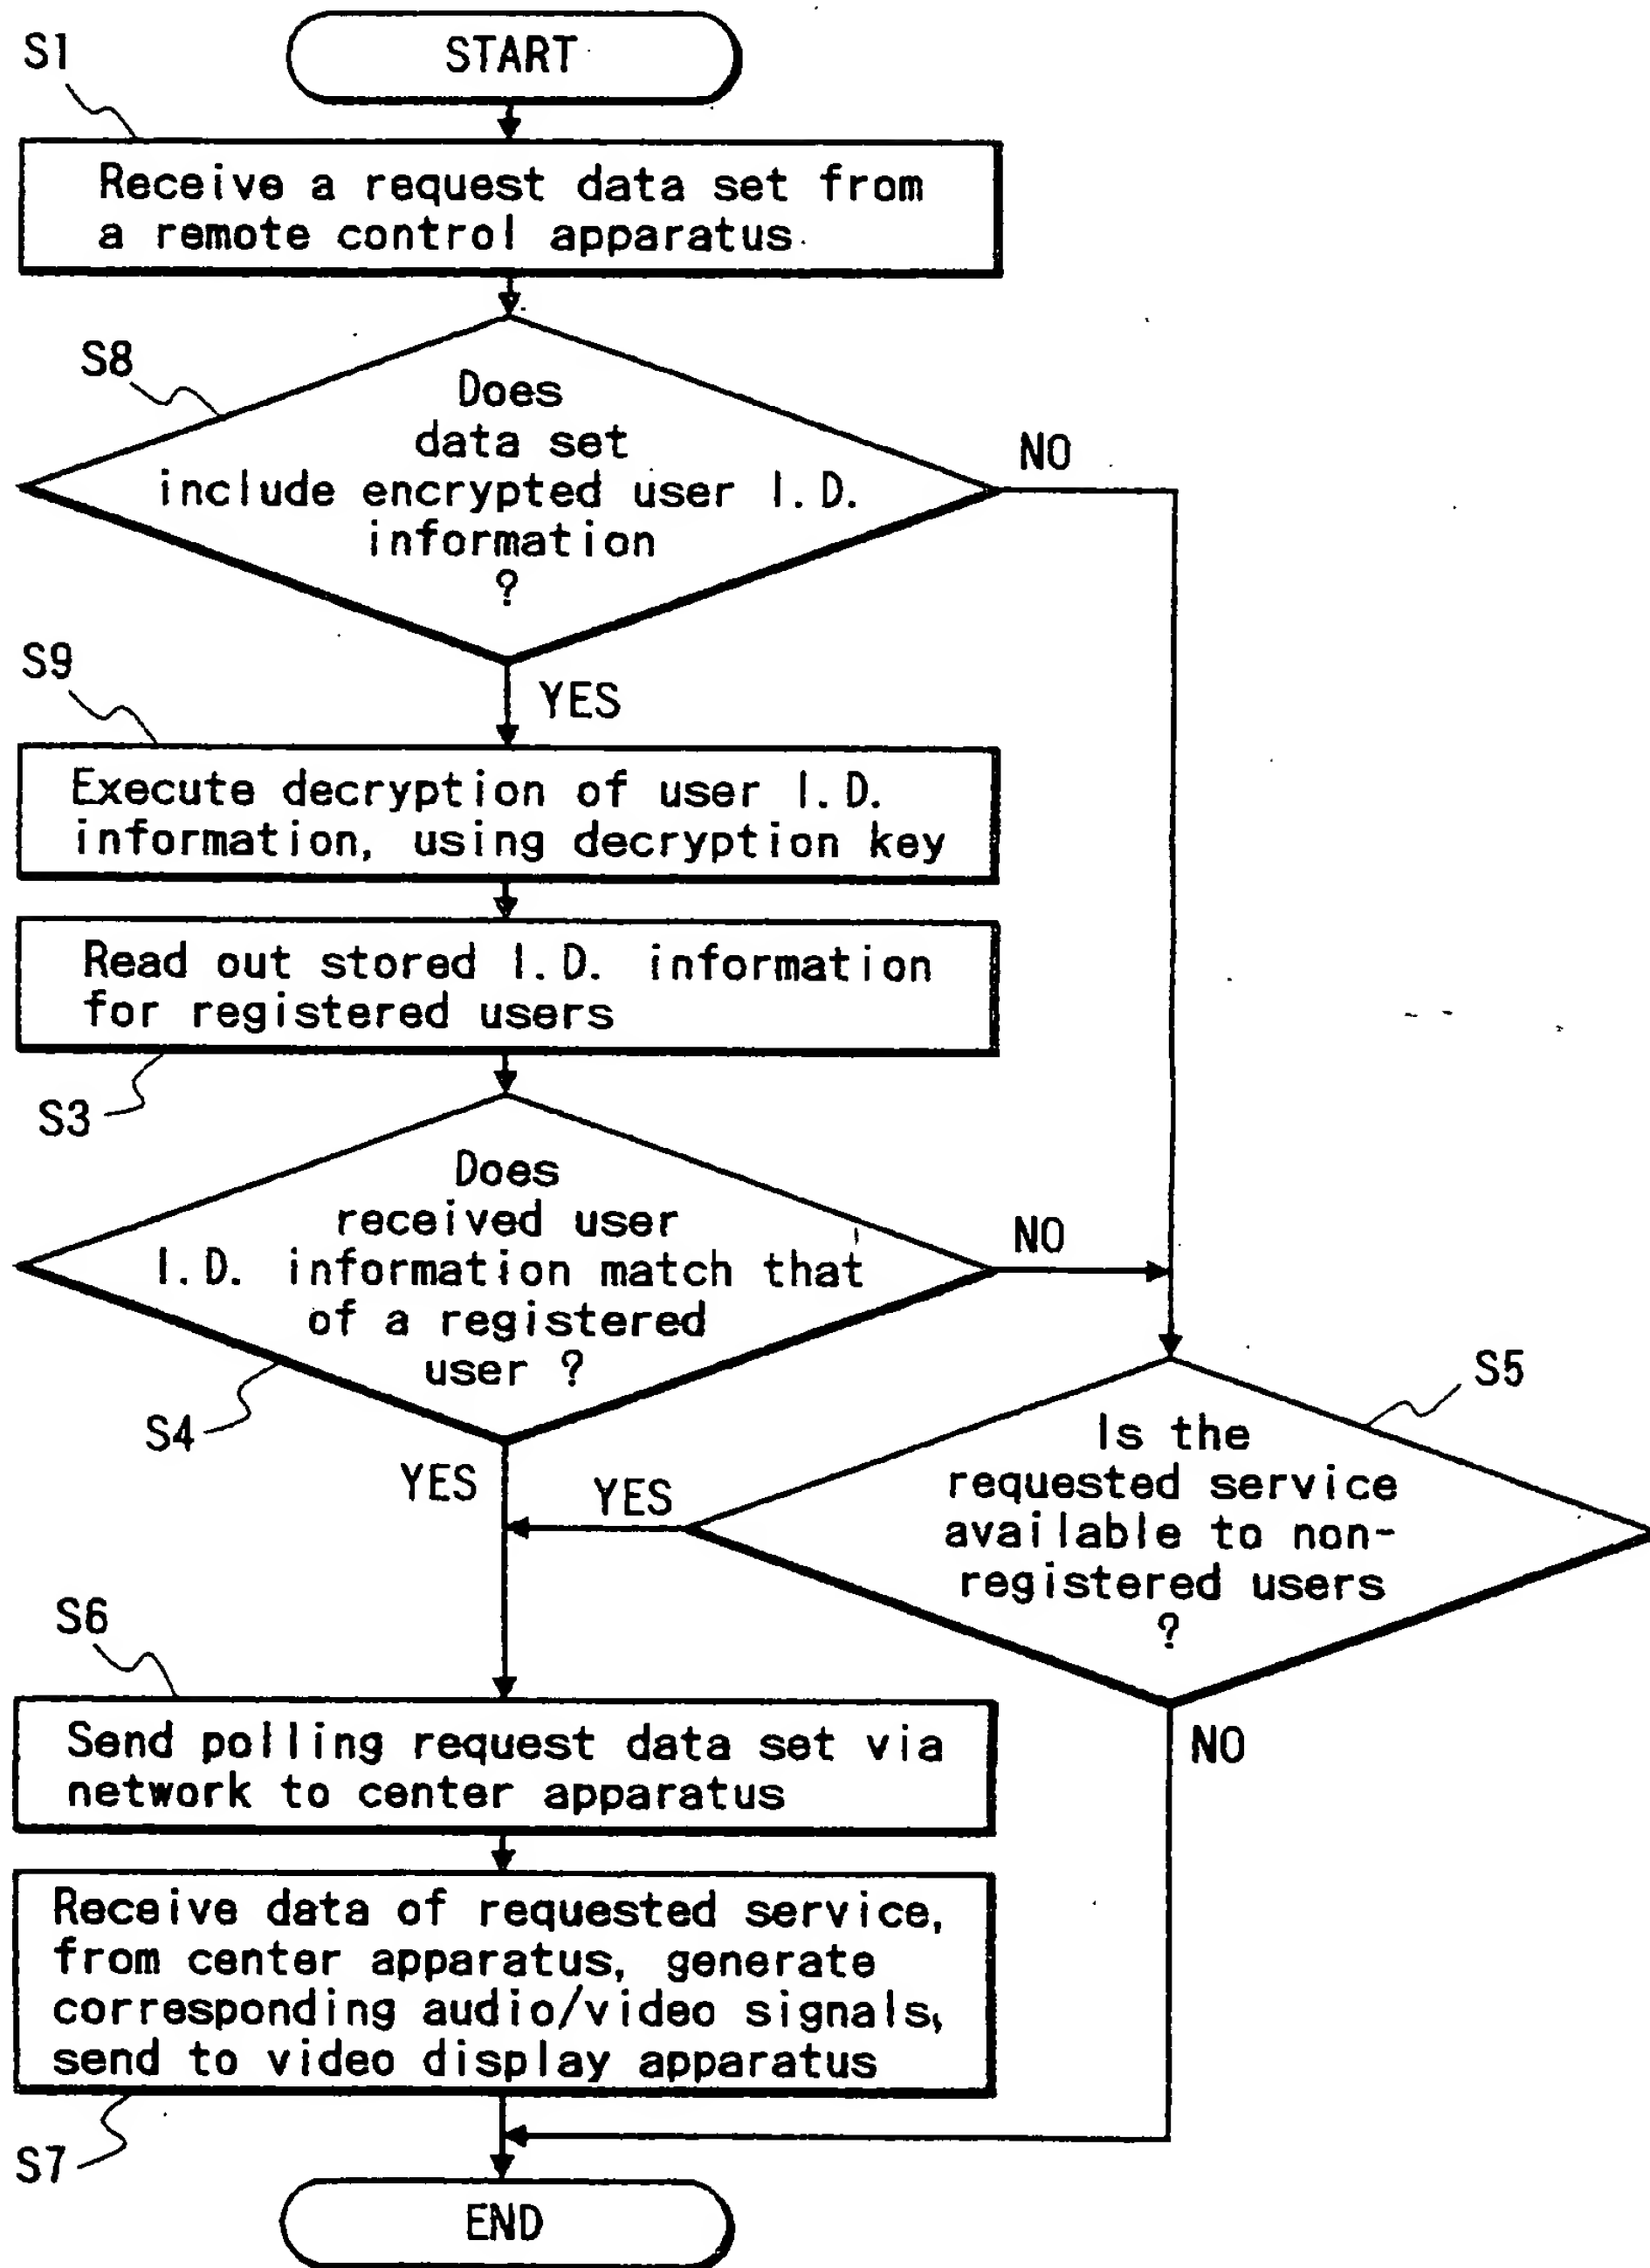 START
S1
Receive a request data set from
a remote control apparatus
S8
Does
data set
include encrypted user I.D.
information
?
NO
YES
S9
Execute decryption of user I.D.
information, using decryption key
Read out stored I.D. information
for registered users
S3
Does
received user
I.D. information match that
of a registered
user ?
NO
S4
YES
S5
Is the
requested service
available to non-
registered users
?
YES
NO
S6
Send polling request data set via
network to center apparatus
Receive data of requested service,
from center apparatus, generate
corresponding audio/video signals,
send to video display apparatus
S7
END